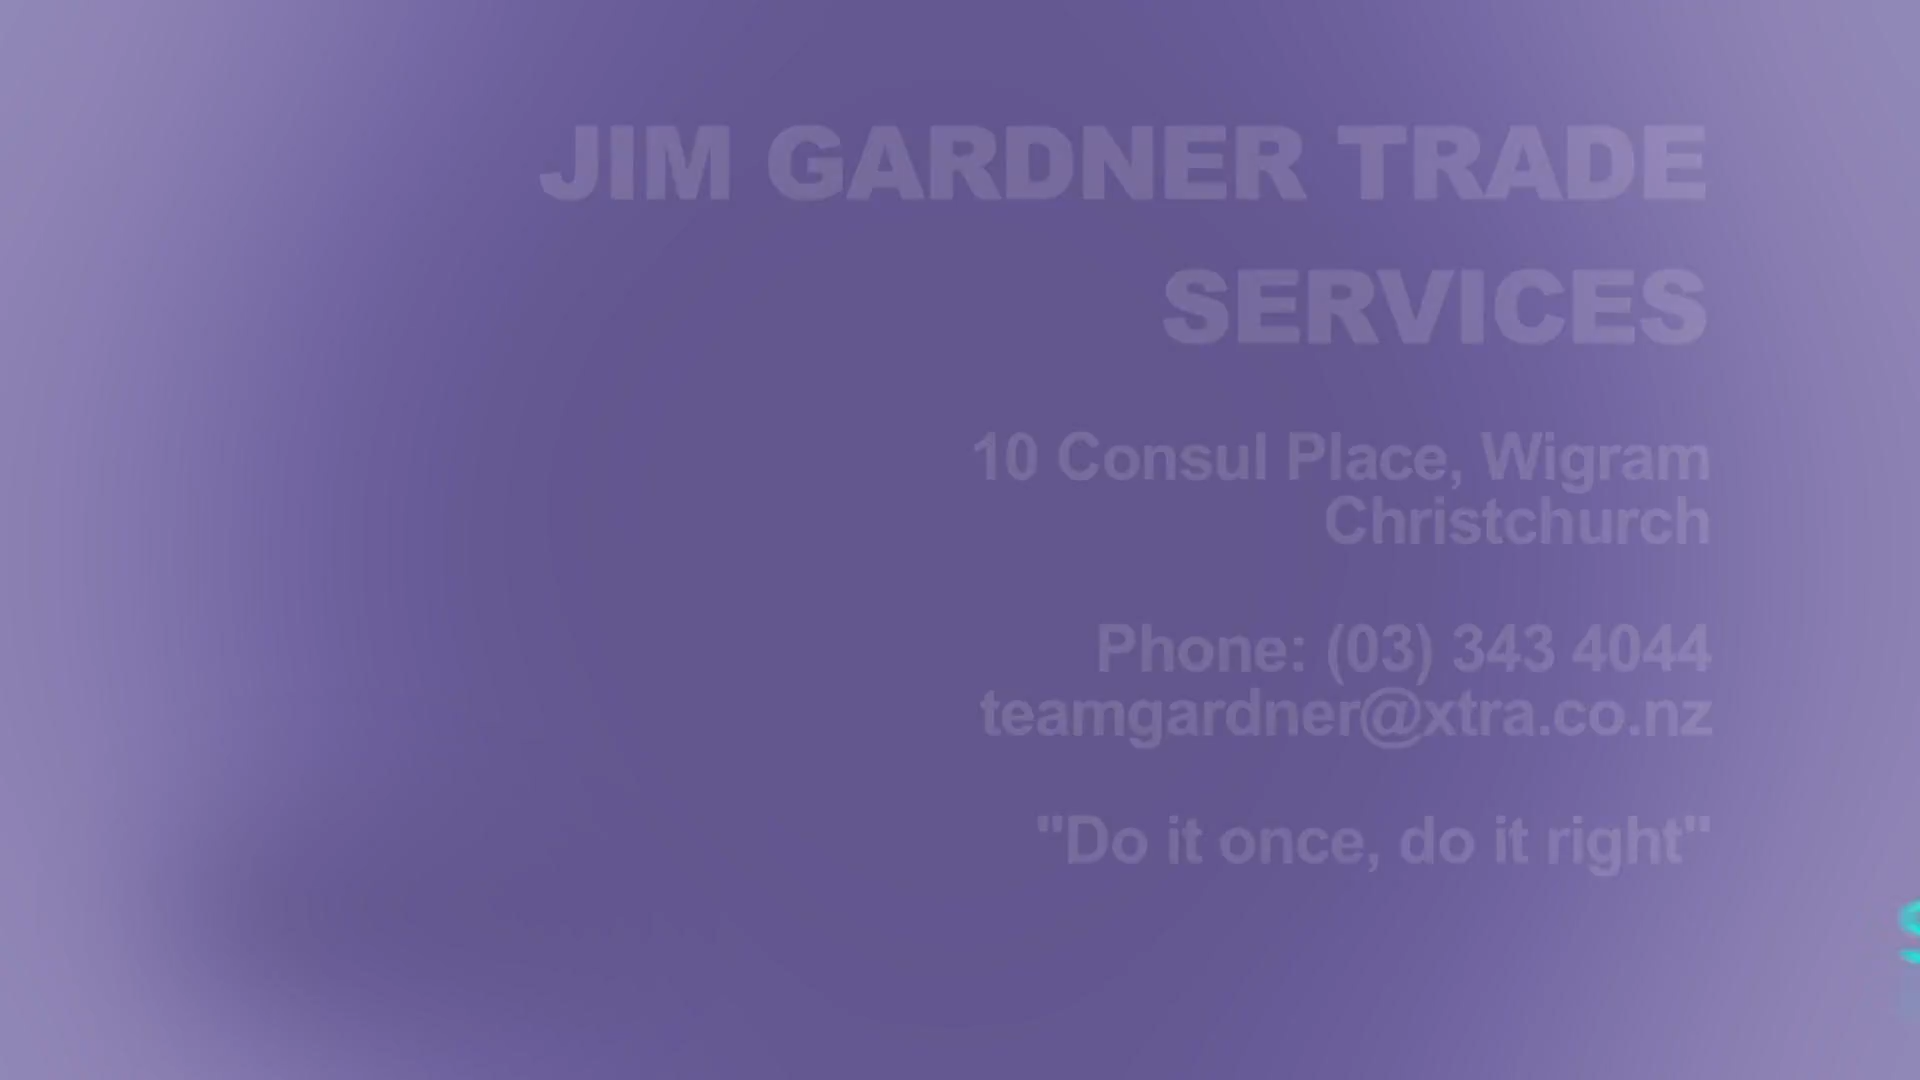 JIM GARDNER TRADE
SERVICES
10 Consul Place, Wigram
Christchurch
Phone: (03) 343 4044
teamgardner@xtra.co.nz
"Do it once, do it right"